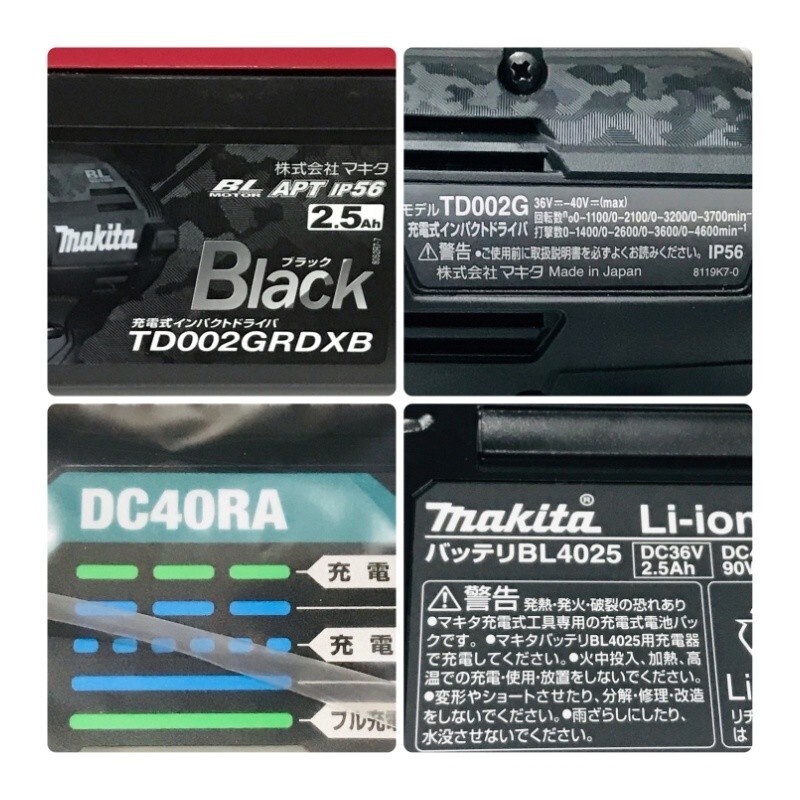 株式会社マキタ
BL MOTOR APT IP56
2.5Ah
makita
ブラック
Black
充電式インパクトドライバ
TD002GRDXB
モデルTD002G 36V⎓-40V⎓(max)
回転数n0 0-1100/0-2100/0-3200/0-3700min-
充電式インパクトドライバ 打撃数0-1400/0-2600/0-3600/0-4600min-1
⚠警告 ●ご使用前に取扱説明書を必ずよくお読みください。 IP56
株式会社マキタ Made in Japan 8119K7-0
DC40RA
充電
充電
フル充電
makita® Li-ion
バッテリBL4025 DC36V 2.5Ah
90V
⚠警告 発熱・発火・破裂の恐れあり
●マキタ充電式工具専用の充電式電池パッ
クです。●マキタバッテリBL4025用充電器
で充電してください。●火中投入、加熱、高
温での充電・使用・放置をしないでください。
●変形やショートさせたり、分解・修理・改造
をしないでください。●雨ざらしにしたり、
水没させないでください。